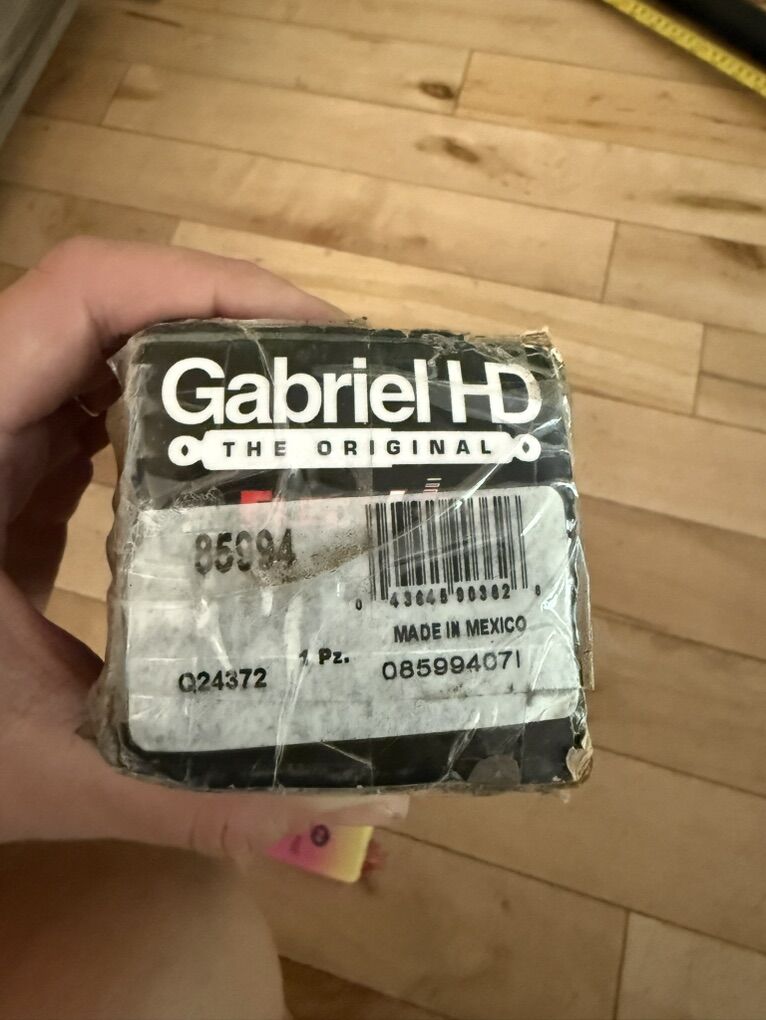 Gabriel HD
THE ORIGINAL
85994
0 43645 90362 8
MADE IN MEXICO
1 Pz.
Q24372
085994071